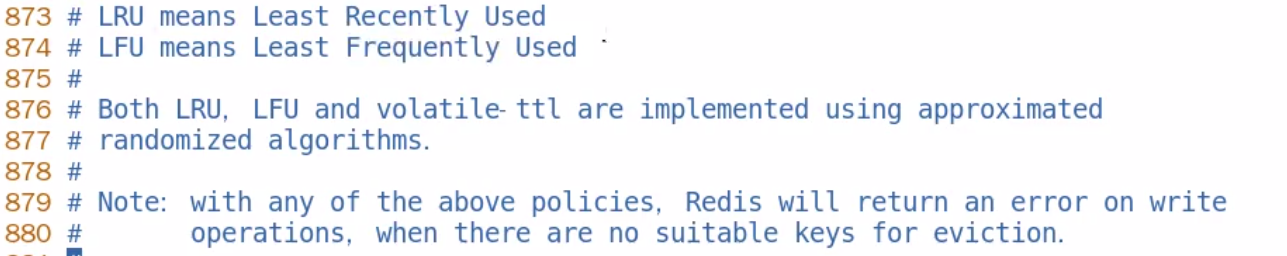 873 # LRU means Least Recently Used
874 # LFU means Least Frequently Used
875 #
876 # Both LRU, LFU and volatile-ttl are implemented using approximated
877 # randomized algorithms.
878 #
879 # Note: with any of the above policies, Redis will return an error on write
880 #       operations, when there are no suitable keys for eviction.